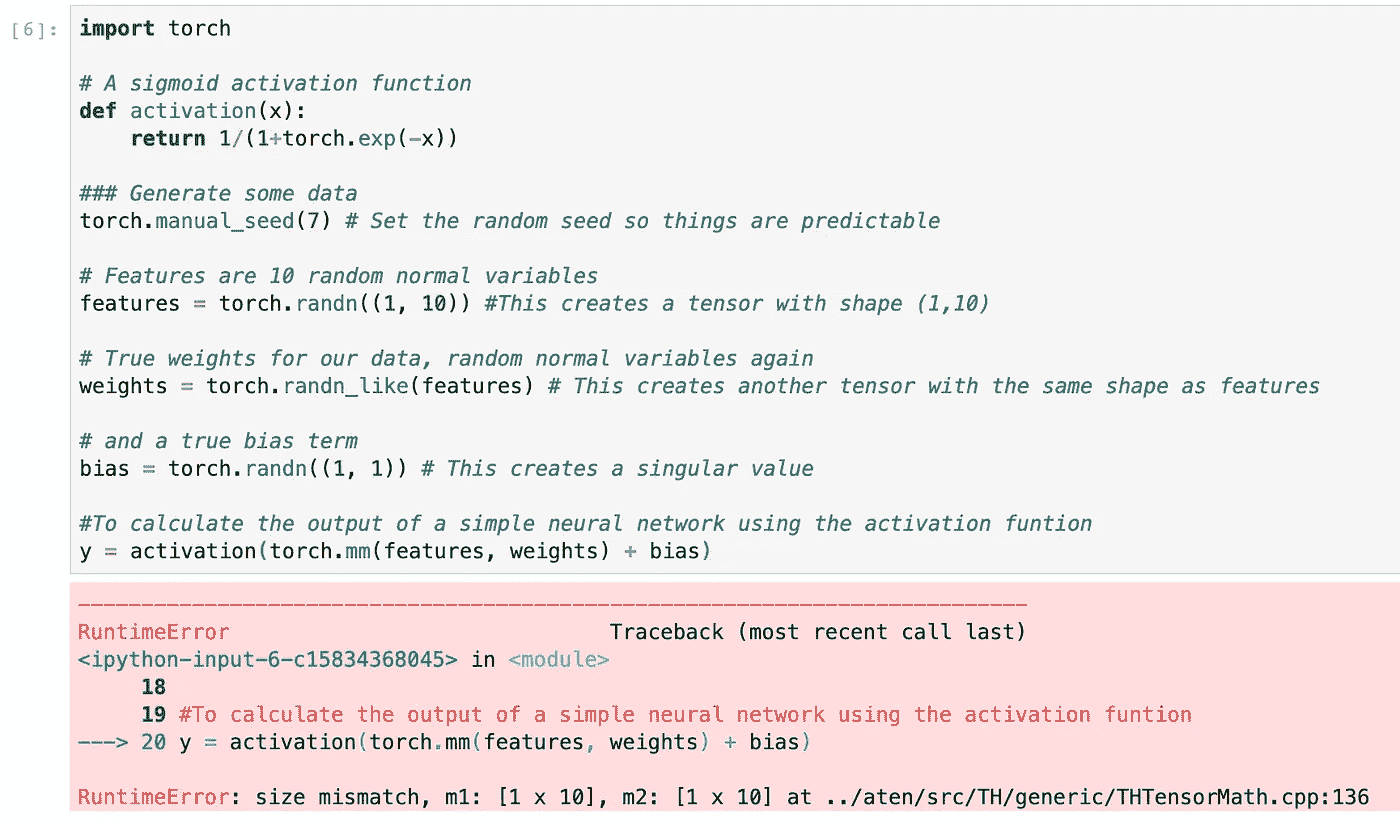 [6]: import torch
# A sigmoid activation function
def activation(x):
    return 1/(1+torch.exp(-x))
### Generate some data
torch.manual_seed(7) # Set the random seed so things are predictable
# Features are 10 random normal variables
features = torch.randn((1, 10)) #This creates a tensor with shape (1,10)
# True weights for our data, random normal variables again
weights = torch.randn_like(features) # This creates another tensor with the same shape as features
# and a true bias term
bias = torch.randn((1, 1)) # This creates a singular value
#To calculate the output of a simple neural network using the activation funtion
y = activation(torch.mm(features, weights) + bias)
---------------------------------------------------------------------------
RuntimeError                              Traceback (most recent call last)
<ipython-input-6-c15834368045> in <module>
     18
     19 #To calculate the output of a simple neural network using the activation funtion
---> 20 y = activation(torch.mm(features, weights) + bias)
RuntimeError: size mismatch, m1: [1 x 10], m2: [1 x 10] at ../aten/src/TH/generic/THTensorMath.cpp:136